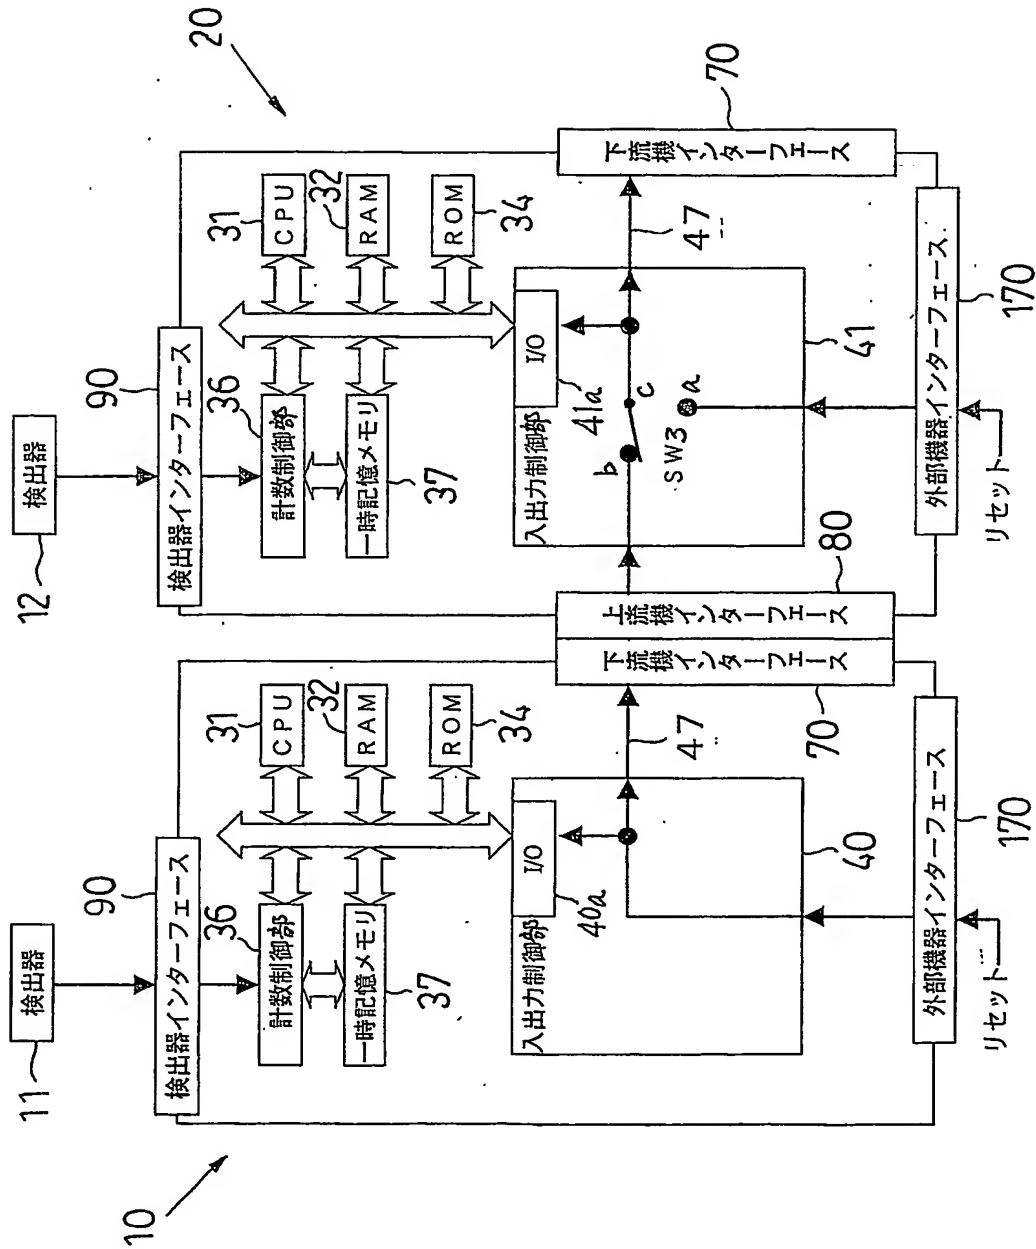 10
11
検出器
90
検出器インターフェース
36
計数制御部
37
一時記憶メモリ
31
CPU
32
RAM
34
ROM
入出力制御部
I/O
40a
40
47
70
下流機インターフェース
170
外部機器インターフェース
リセット
20
12
検出器
90
検出器インターフェース
36
計数制御部
37
一時記憶メモリ
31
CPU
32
RAM
34
ROM
入出力制御部
I/O
41a
b
c
SW3
a
41
47
80
上流機インターフェース
70
下流機インターフェース
170
外部機器インターフェース
リセット